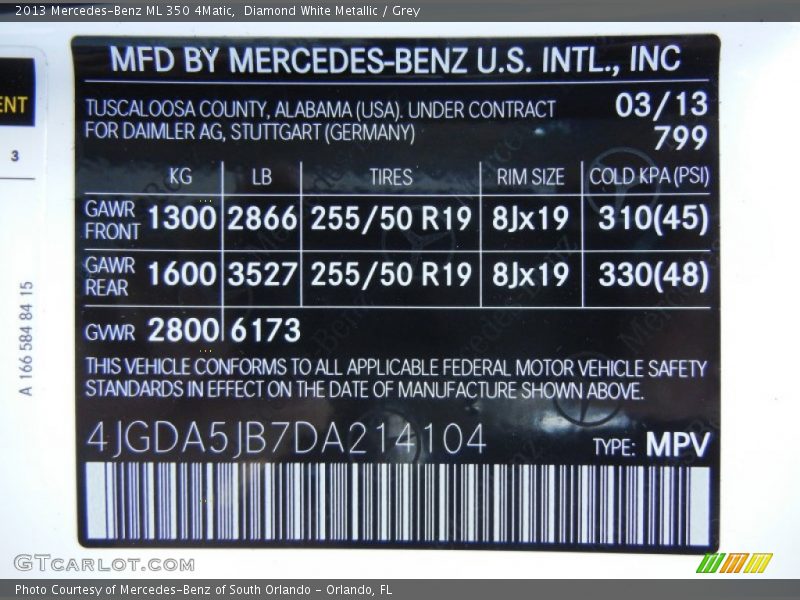 2013 Mercedes-Benz ML 350 4Matic, Diamond White Metallic / Grey
ENT
3
A 166 584 84 15
MFD BY MERCEDES-BENZ U.S. INTL., INC
TUSCALOOSA COUNTY, ALABAMA (USA). UNDER CONTRACT 03/13
FOR DAIMLER AG, STUTTGART (GERMANY) 799
KG LB TIRES RIM SIZE COLD KPA (PSI)
GAWR FRONT 1300 2866 255/50 R19 8Jx19 310(45)
GAWR REAR 1600 3527 255/50 R19 8Jx19 330(48)
GVWR 2800 6173
THIS VEHICLE CONFORMS TO ALL APPLICABLE FEDERAL MOTOR VEHICLE SAFETY
STANDARDS IN EFFECT ON THE DATE OF MANUFACTURE SHOWN ABOVE.
4JGDA5JB7DA214104 TYPE: MPV
GTCARLOT.COM
Photo Courtesy of Mercedes-Benz of South Orlando - Orlando, FL